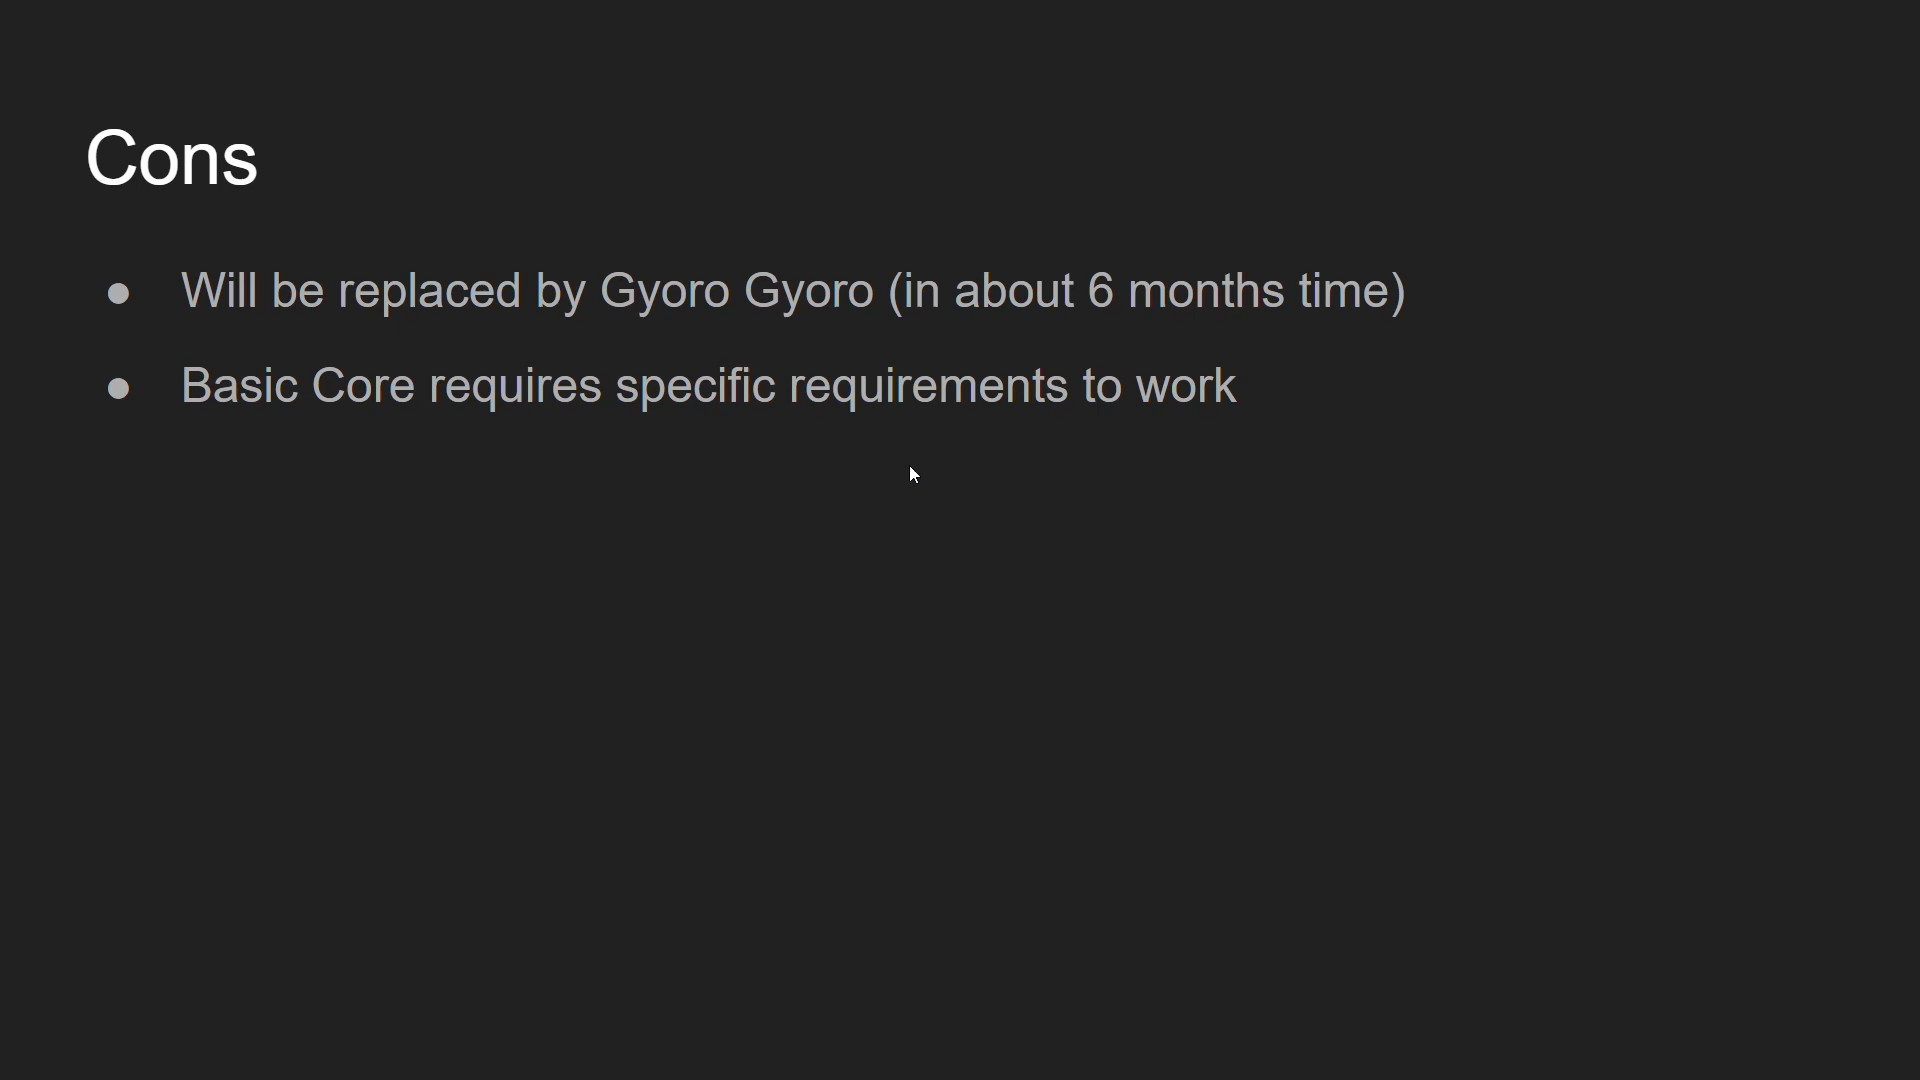 Cons
● Will be replaced by Gyoro Gyoro (in about 6 months time)
● Basic Core requires specific requirements to work